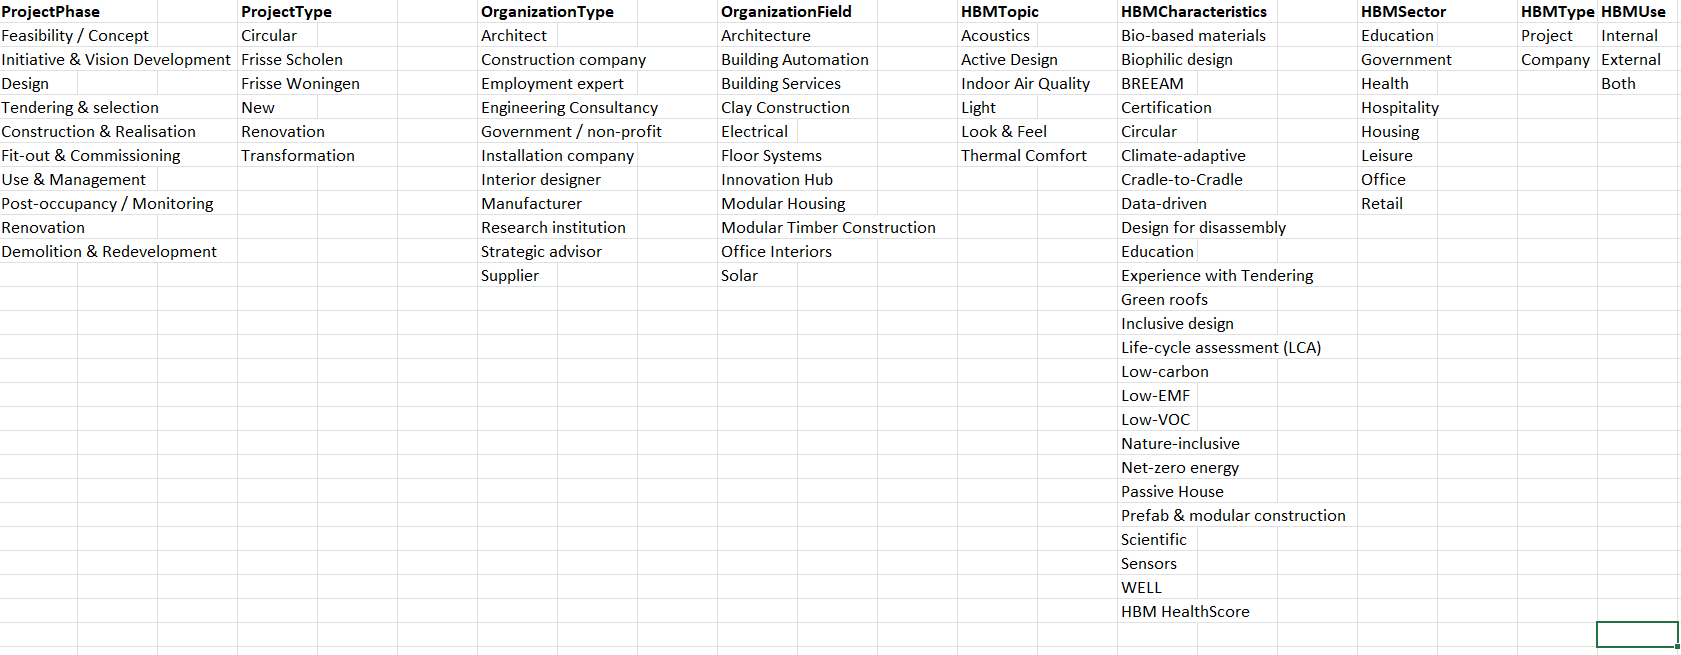 ProjectPhase ProjectType OrganizationType OrganizationField HBMTopic HBMCharacteristics HBMSector HBMType HBMUse
Feasibility / Concept Circular Architect Architecture Acoustics Bio-based materials Education Project Internal
Initiative & Vision Development Frisse Scholen Construction company Building Automation Active Design Biophilic design Government Company External
Design Frisse Woningen Employment expert Building Services Indoor Air Quality BREEAM Health Both
Tendering & selection New Engineering Consultancy Clay Construction Light Certification Hospitality
Construction & Realisation Renovation Government / non-profit Electrical Look & Feel Circular Housing
Fit-out & Commissioning Transformation Installation company Floor Systems Thermal Comfort Climate-adaptive Leisure
Use & Management Interior designer Innovation Hub Cradle-to-Cradle Office
Post-occupancy / Monitoring Manufacturer Modular Housing Data-driven Retail
Renovation Research institution Modular Timber Construction Design for disassembly
Demolition & Redevelopment Strategic advisor Office Interiors Education
Supplier Solar Experience with Tendering
Green roofs
Inclusive design
Life-cycle assessment (LCA)
Low-carbon
Low-EMF
Low-VOC
Nature-inclusive
Net-zero energy
Passive House
Prefab & modular construction
Scientific
Sensors
WELL
HBM HealthScore